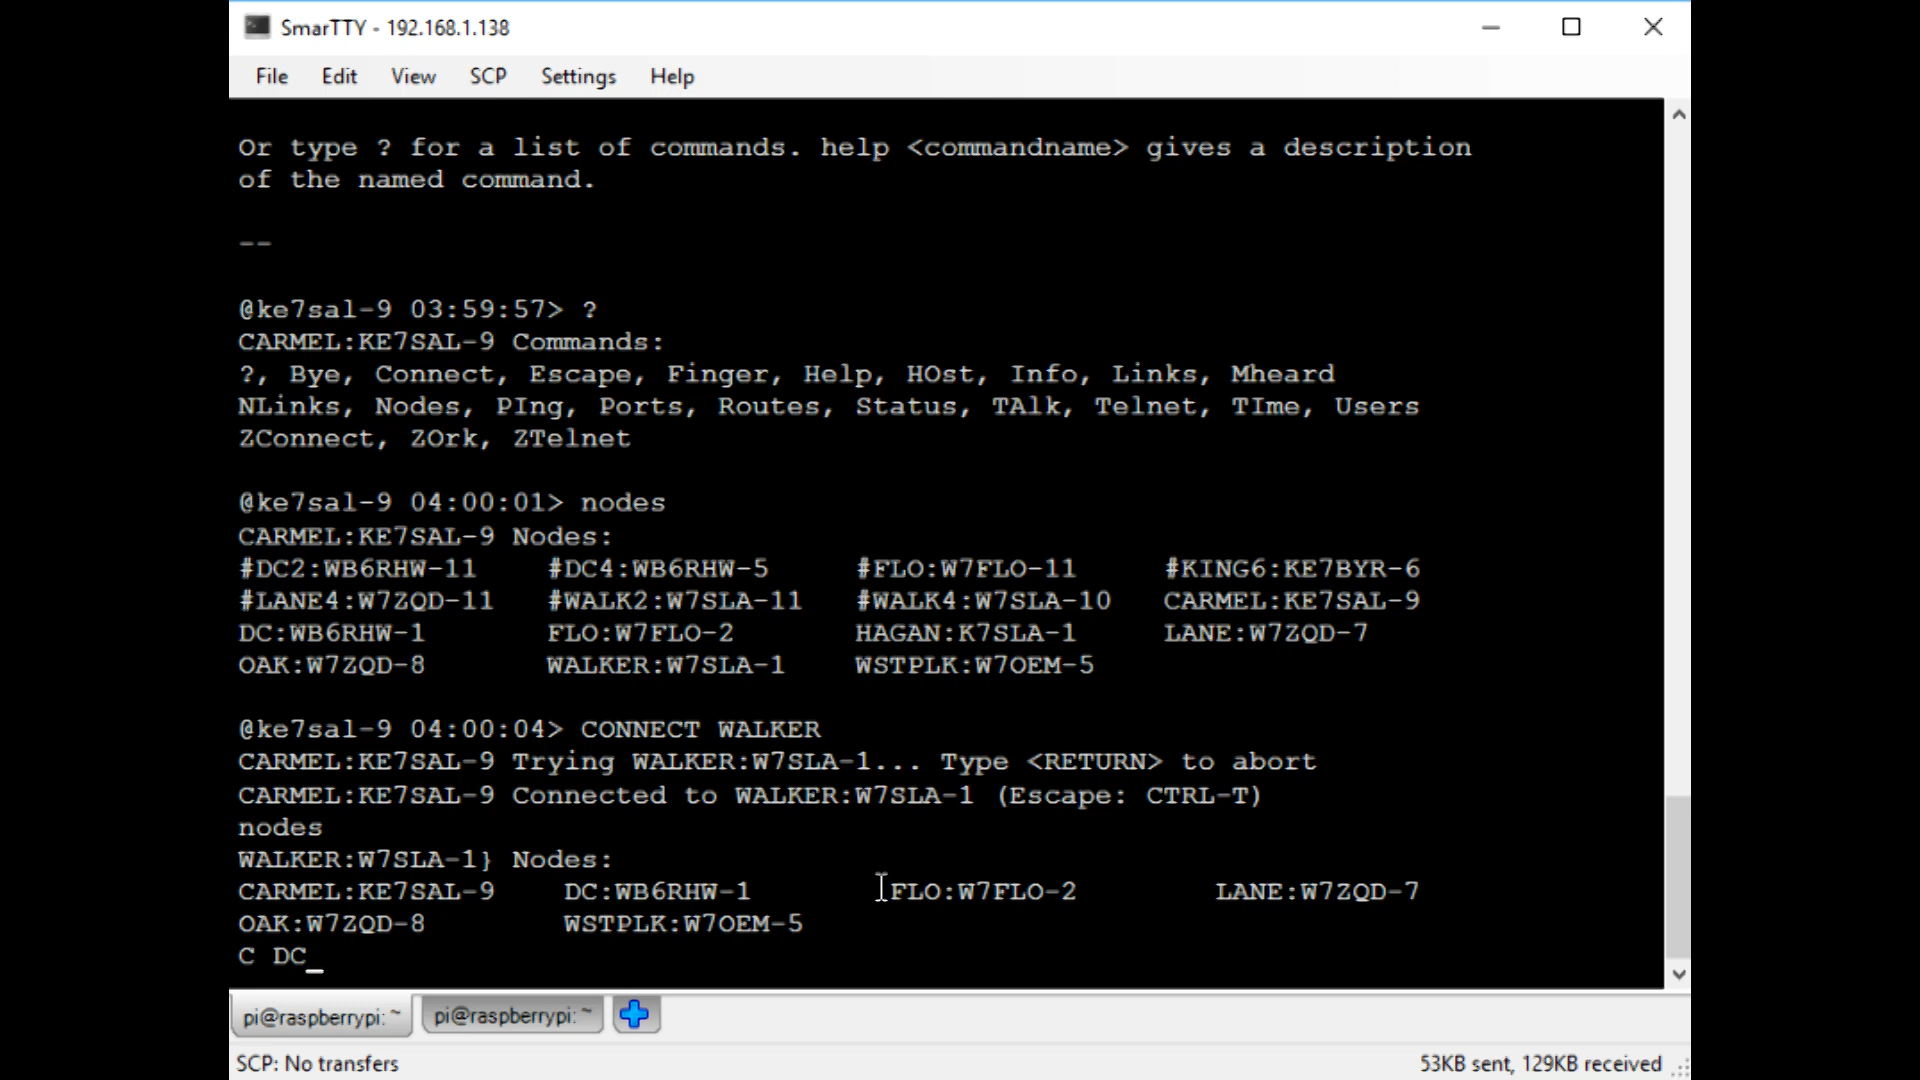 SmarTTY - 192.168.1.138
File Edit View SCP Settings Help
Or type ? for a list of commands. help <commandname> gives a description
of the named command.
--
@ke7sal-9 03:59:57> ?
CARMEL:KE7SAL-9 Commands:
?, Bye, Connect, Escape, Finger, Help, HOst, Info, Links, Mheard
NLinks, Nodes, PIng, Ports, Routes, Status, TAlk, Telnet, TIme, Users
ZConnect, ZOrk, ZTelnet
@ke7sal-9 04:00:01> nodes
CARMEL:KE7SAL-9 Nodes:
#DC2:WB6RHW-11 #DC4:WB6RHW-5 #FLO:W7FLO-11 #KING6:KE7BYR-6
#LANE4:W7ZQD-11 #WALK2:W7SLA-11 #WALK4:W7SLA-10 CARMEL:KE7SAL-9
DC:WB6RHW-1 FLO:W7FLO-2 HAGAN:K7SLA-1 LANE:W7ZQD-7
OAK:W7ZQD-8 WALKER:W7SLA-1 WSTPLK:W7OEM-5
@ke7sal-9 04:00:04> CONNECT WALKER
CARMEL:KE7SAL-9 Trying WALKER:W7SLA-1... Type <RETURN> to abort
CARMEL:KE7SAL-9 Connected to WALKER:W7SLA-1 (Escape: CTRL-T)
nodes
WALKER:W7SLA-1} Nodes:
CARMEL:KE7SAL-9 DC:WB6RHW-1 FLO:W7FLO-2 LANE:W7ZQD-7
OAK:W7ZQD-8 WSTPLK:W7OEM-5
C DC_
pi@raspberrypi: ~ pi@raspberrypi: ~
SCP: No transfers 53KB sent, 129KB received